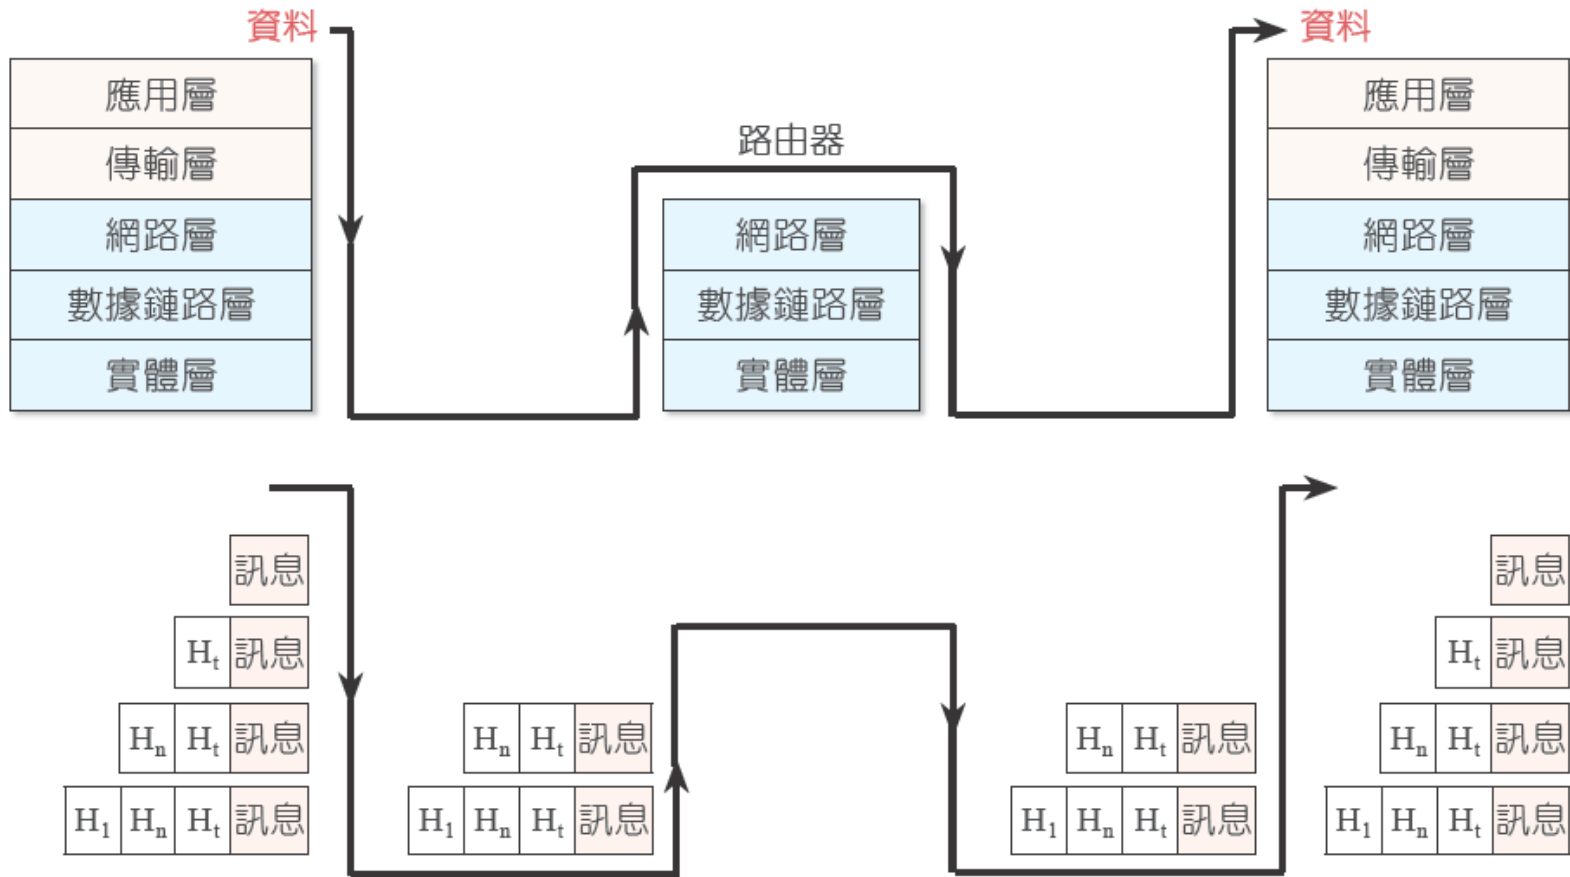 資料
資料
應用層
應用層
路由器
傳輸層
傳輸層
網路層
網路層
網路層
數據鏈路層
數據鏈路層
數據鏈路層
實體層
實體層
實體層
訊息
訊息
Ht 訊息
Ht 訊息
Hn Ht 訊息
Hn Ht 訊息
Hn Ht 訊息
Hn Ht 訊息
H1 Hn Ht 訊息
H1 Hn Ht 訊息
H1 Hn Ht 訊息
H1 Hn Ht 訊息